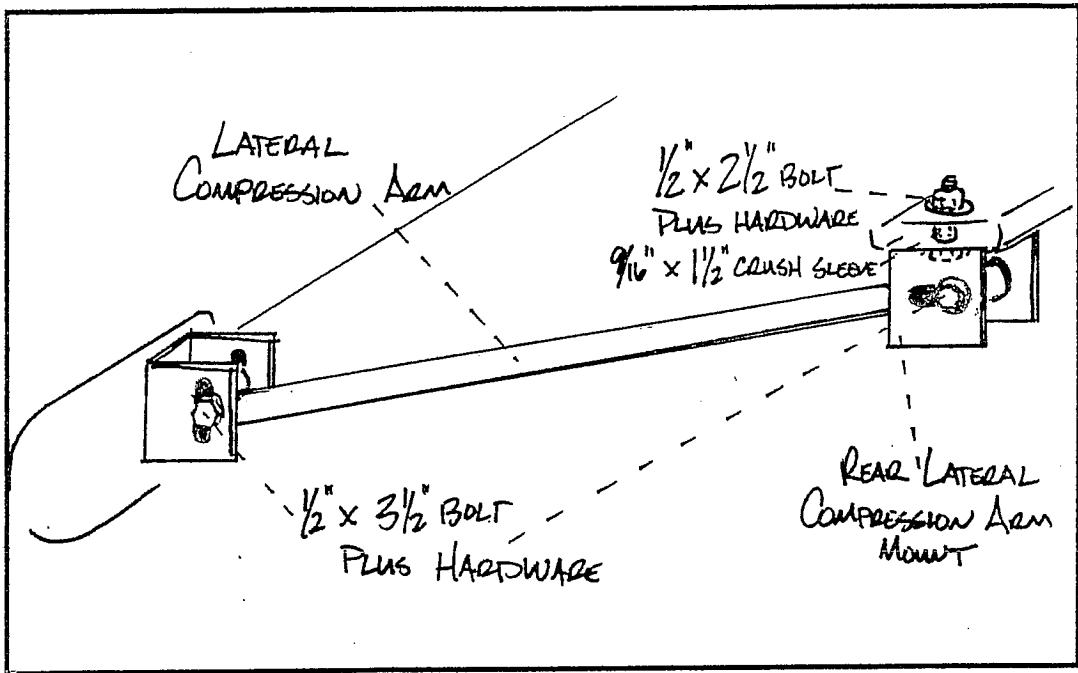 LATERAL
COMPRESSION ARM
1/2" x 2 1/2" BOLT
PLUS HARDWARE
9/16" x 1 1/2" CRUSH SLEEVE
1/2" x 3 1/2" BOLT
PLUS HARDWARE
REAR LATERAL
COMPRESSION ARM
MOUNT